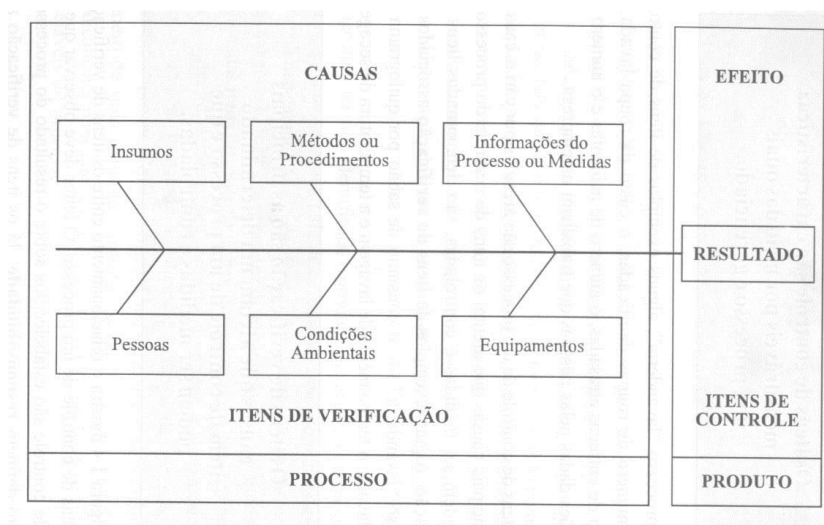 CAUSAS
EFEITO
Insumos
Métodos ou
Procedimentos
Informações do
Processo ou Medidas
RESULTADO
Pessoas
Condições
Ambientais
Equipamentos
ITENS DE VERIFICAÇÃO
ITENS DE
CONTROLE
PROCESSO
PRODUTO